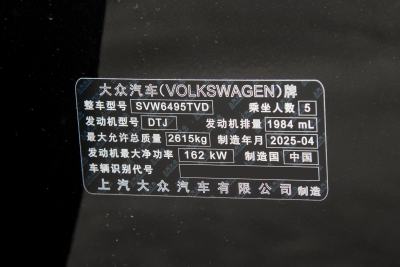 大众汽车(VOLKSWAGEN)牌
整车型号 SVW6495TVD 乘坐人数 5
发动机型号 DTJ 发动机排量 1984 mL
最大允许总质量 2615kg 制造年月 2025-04
发动机最大净功率 162 kW 制造国 中国
车辆识别代号
上汽大众汽车有限公司 制造